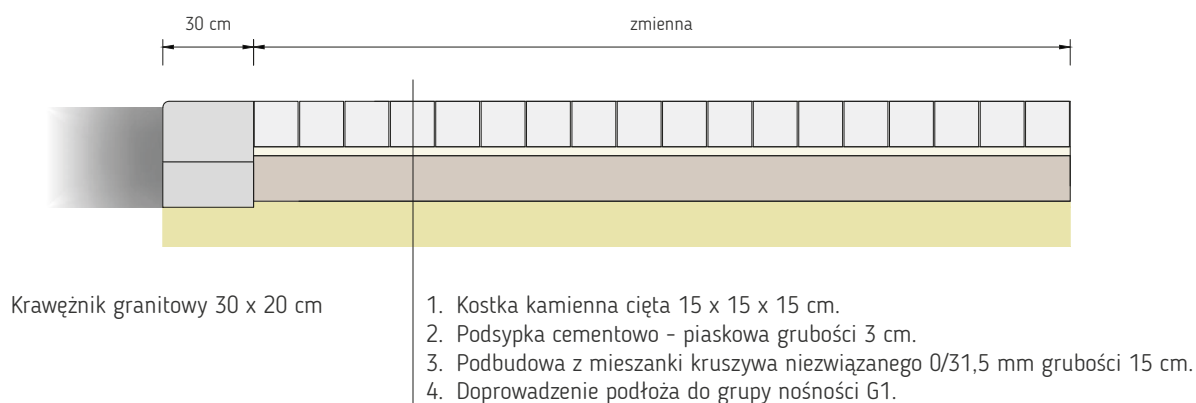 30 cm
zmienna
Krawężnik granitowy 30 x 20 cm
1. Kostka kamienna cięta 15 x 15 x 15 cm.
2. Podsypka cementowo - piaskowa grubości 3 cm.
3. Podbudowa z mieszanki kruszywa niezwiązanego 0/31,5 mm grubości 15 cm.
4. Doprowadzenie podłoża do grupy nośności G1.